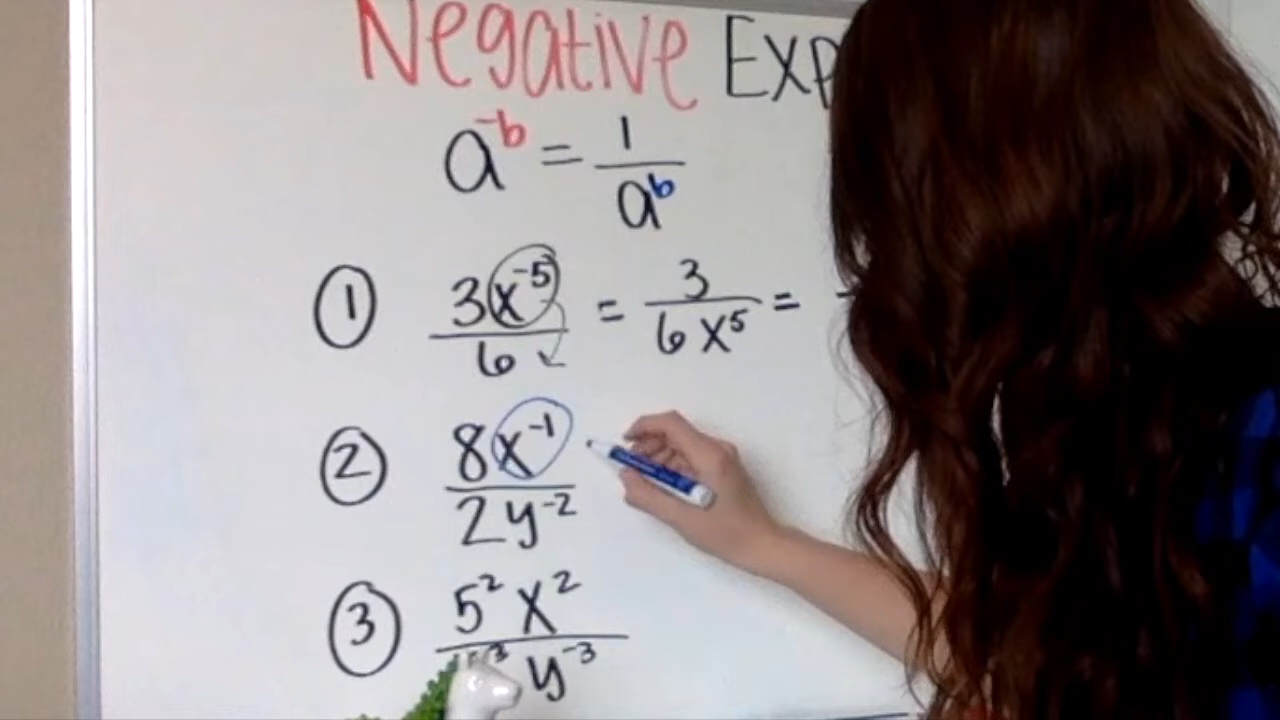 Negative Exp
a^-b = 1/a^b
① 3x^-5/6 = 3/6x^5 =
② 8x^-1/2y^-2
③ 5^2 x^2/ ^3 y^-3